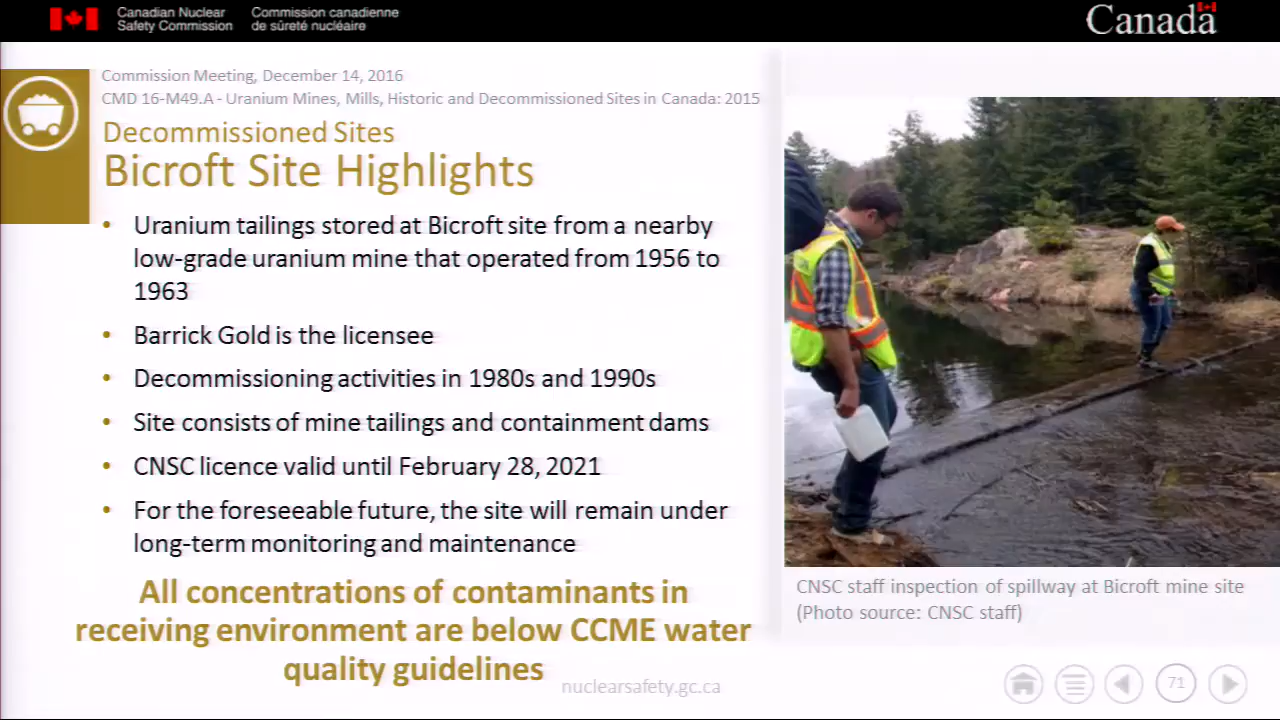 Canadian Nuclear Safety Commission
Commission canadienne de sûreté nucléaire
Canada
Commission Meeting, December 14, 2016
CMD 16-M49.A - Uranium Mines, Mills, Historic and Decommissioned Sites in Canada: 2015
Decommissioned Sites
Bicroft Site Highlights
• Uranium tailings stored at Bicroft site from a nearby
low-grade uranium mine that operated from 1956 to
1963
• Barrick Gold is the licensee
• Decommissioning activities in 1980s and 1990s
• Site consists of mine tailings and containment dams
• CNSC licence valid until February 28, 2021
• For the foreseeable future, the site will remain under
long-term monitoring and maintenance
All concentrations of contaminants in
receiving environment are below CCME water
quality guidelines
CNSC staff inspection of spillway at Bicroft mine site
(Photo source: CNSC staff)
nuclearsafety.gc.ca
71